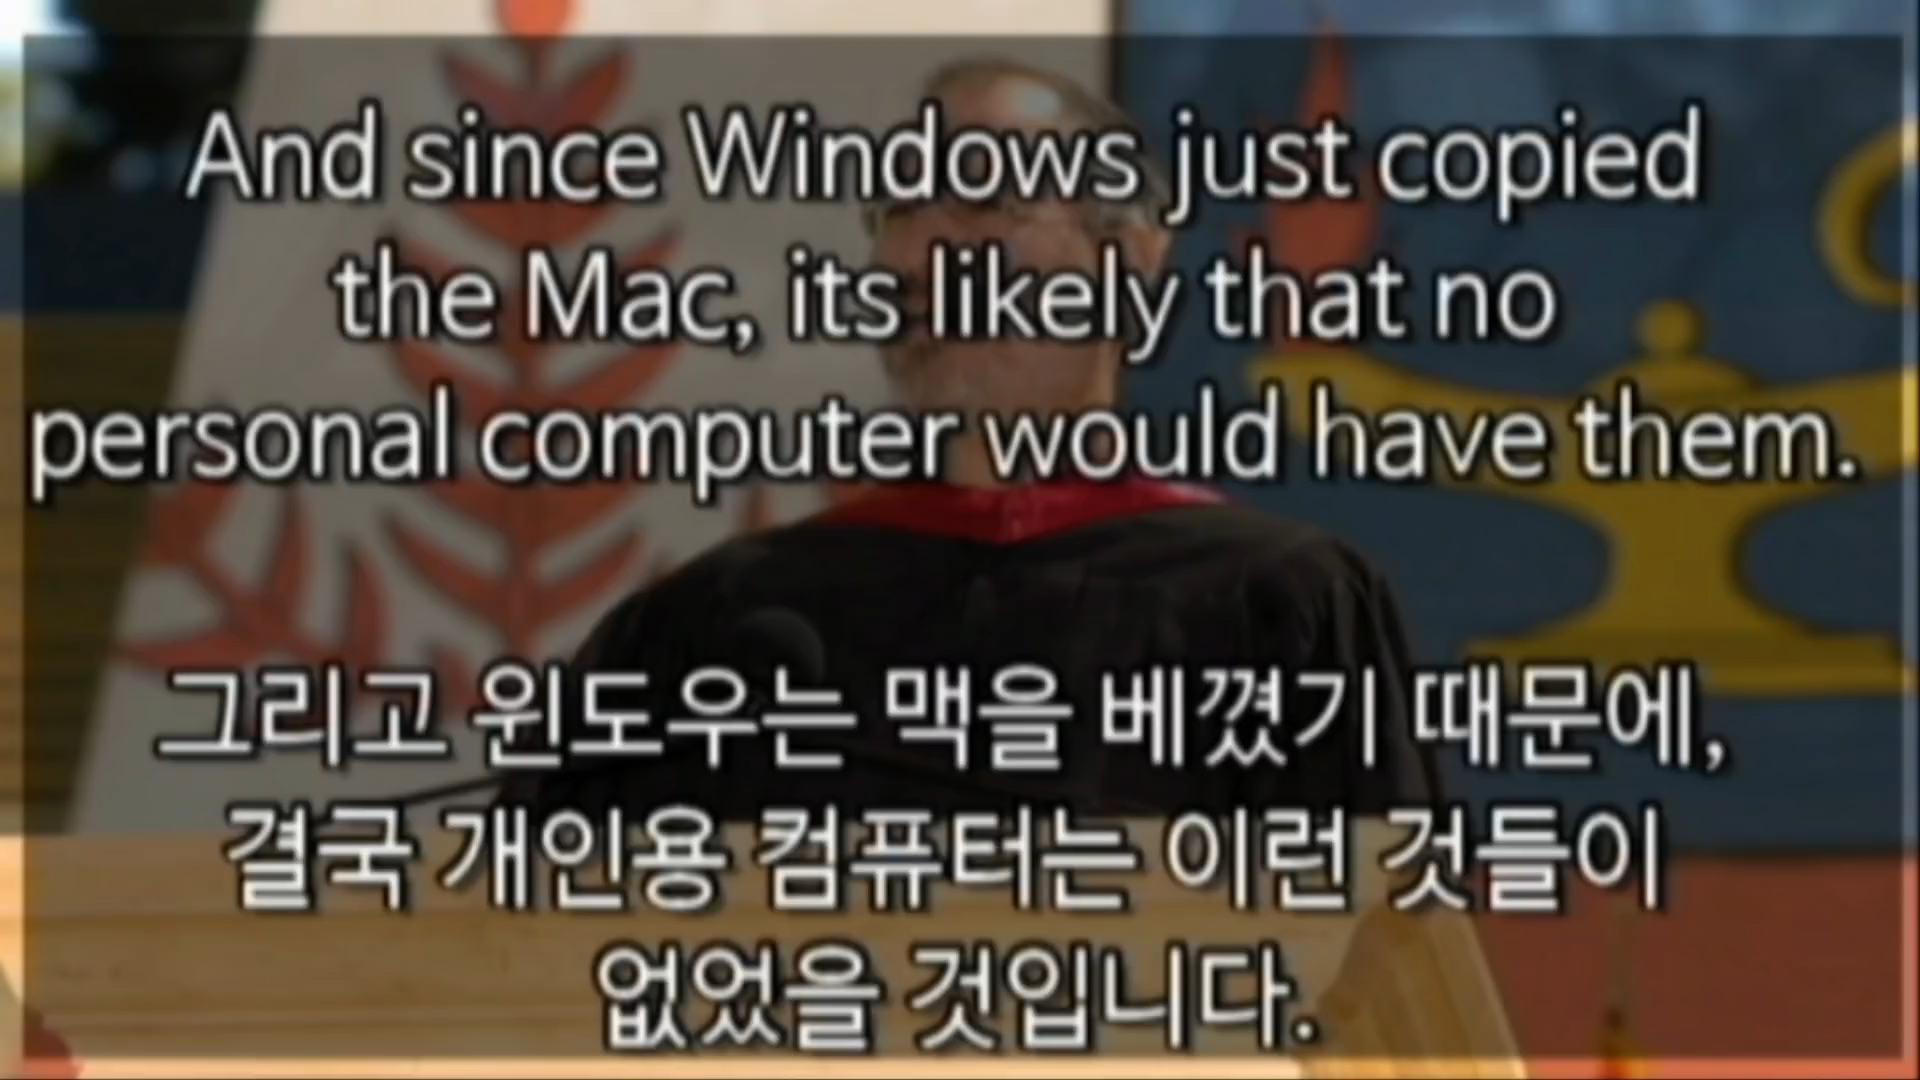 And since Windows just copied
the Mac, its likely that no
personal computer would have them.
그리고 윈도우는 맥을 베꼈기 때문에,
결국 개인용 컴퓨터는 이런 것들이
없었을 것입니다.